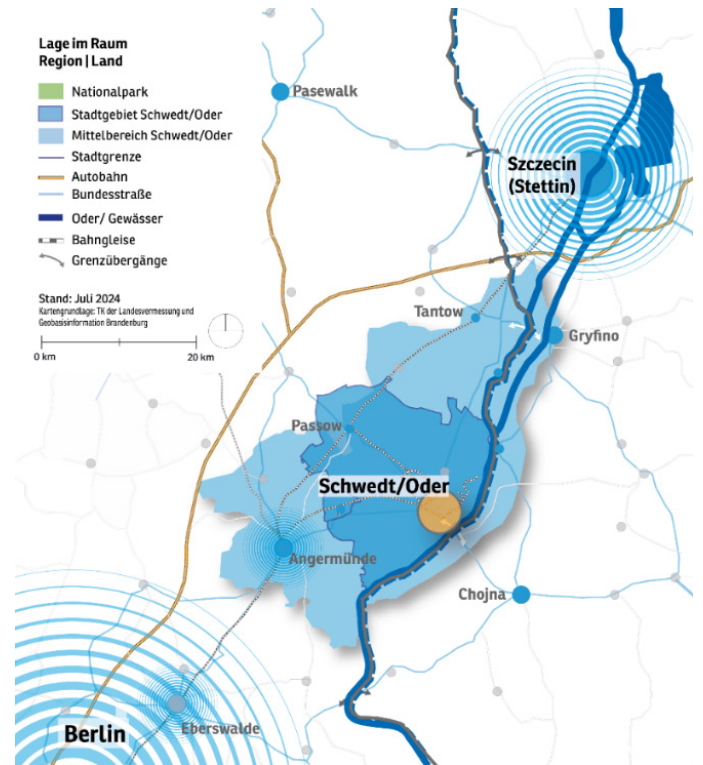 Lage im Raum
Region | Land
Nationalpark
Stadtgebiet Schwedt/Oder
Mittelbereich Schwedt/Oder
Stadtgrenze
Autobahn
Bundesstraße
Oder/ Gewässer
Bahngleise
Grenzübergänge
Stand: Juli 2024
Kartengrundlage: TK der Landesvermessung und
Geobasisinformation Brandenburg
0 km
20 km
Pasewalk
Szczecin
(Stettin)
Tantow
Gryfino
Passow
Schwedt/Oder
Angermünde
Chojna
Berlin
Eberswalde